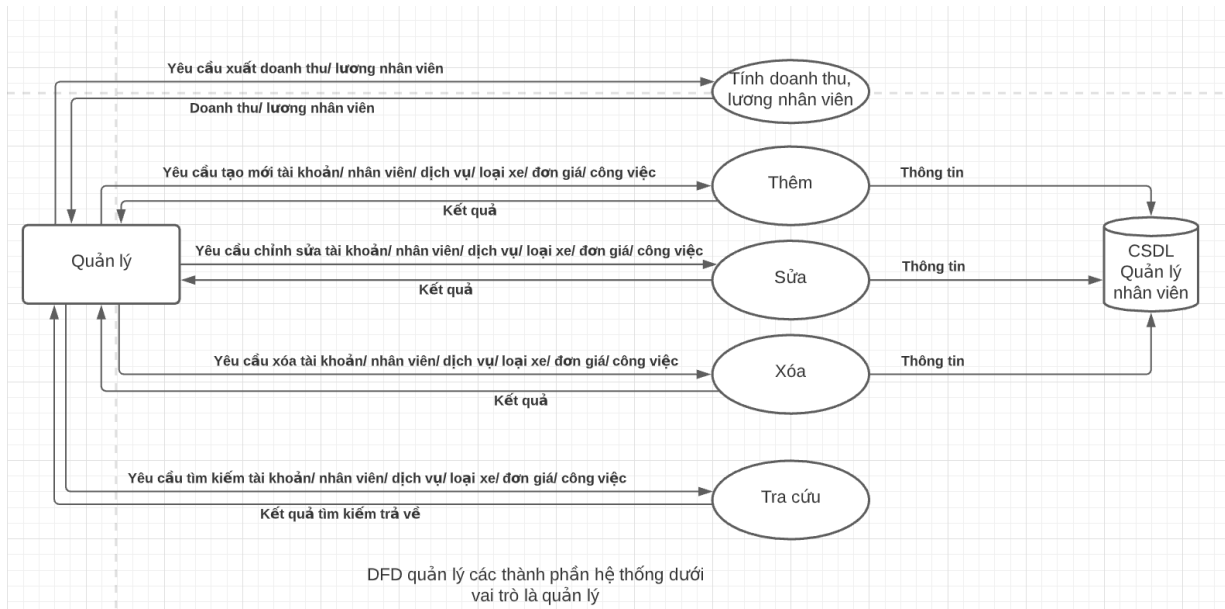 Yêu cầu xuất doanh thu/ lương nhân viên
Doanh thu/ lương nhân viên
Tính doanh thu,
lương nhân viên
Yêu cầu tạo mới tài khoản/ nhân viên/ dịch vụ/ loại xe/ đơn giá/ công việc
Kết quả
Thêm
Thông tin
Quản lý
Yêu cầu chỉnh sửa tài khoản/ nhân viên/ dịch vụ/ loại xe/ đơn giá/ công việc
Kết quả
Sửa
Thông tin
CSDL
Quản lý
nhân viên
Yêu cầu xóa tài khoản/ nhân viên/ dịch vụ/ loại xe/ đơn giá/ công việc
Kết quả
Xóa
Thông tin
Yêu cầu tìm kiếm tài khoản/ nhân viên/ dịch vụ/ loại xe/ đơn giá/ công việc
Kết quả tìm kiếm trả về
Tra cứu
DFD quản lý các thành phần hệ thống dưới
vai trò là quản lý